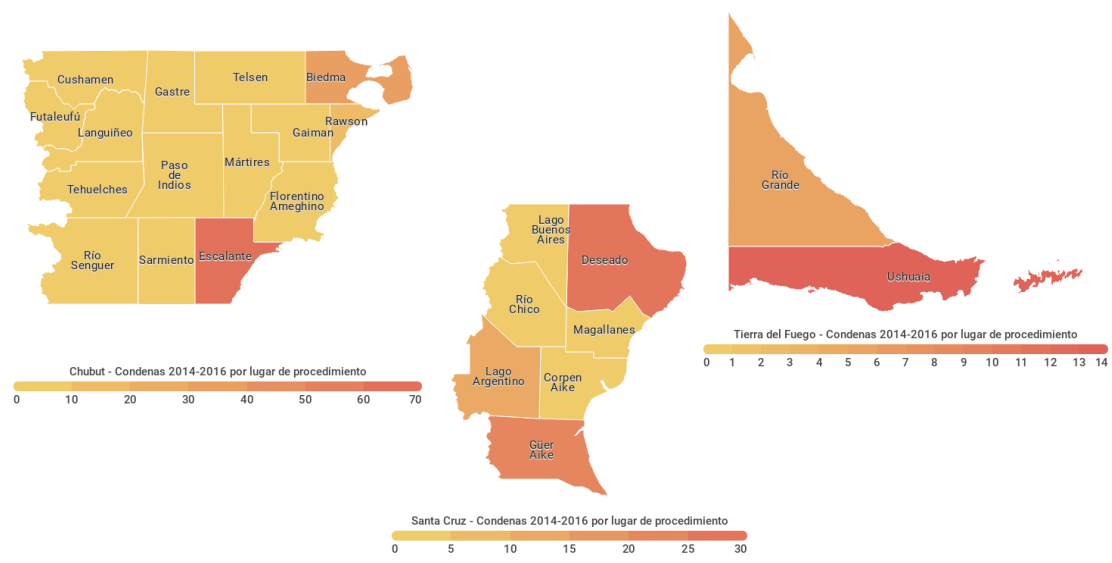 Cushamen
Telsen
Biedma
Gastre
Futaleufú
Languiñeo
Rawson
Gaiman
Paso
de
Indios
Mártires
Tehuelches
Florentino
Ameghino
Río
Senguer
Sarmiento
Escalante
Chubut - Condenas 2014-2016 por lugar de procedimiento
0 10 20 30 40 50 60 70
Lago
Buenos
Aires
Deseado
Río
Chico
Magallanes
Lago
Argentino
Corpen
Aike
Güer
Aike
Santa Cruz - Condenas 2014-2016 por lugar de procedimiento
0 5 10 15 20 25 30
Río
Grande
Ushuaia
Tierra del Fuego - Condenas 2014-2016 por lugar de procedimiento
0 1 2 3 4 5 6 7 8 9 10 11 12 13 14